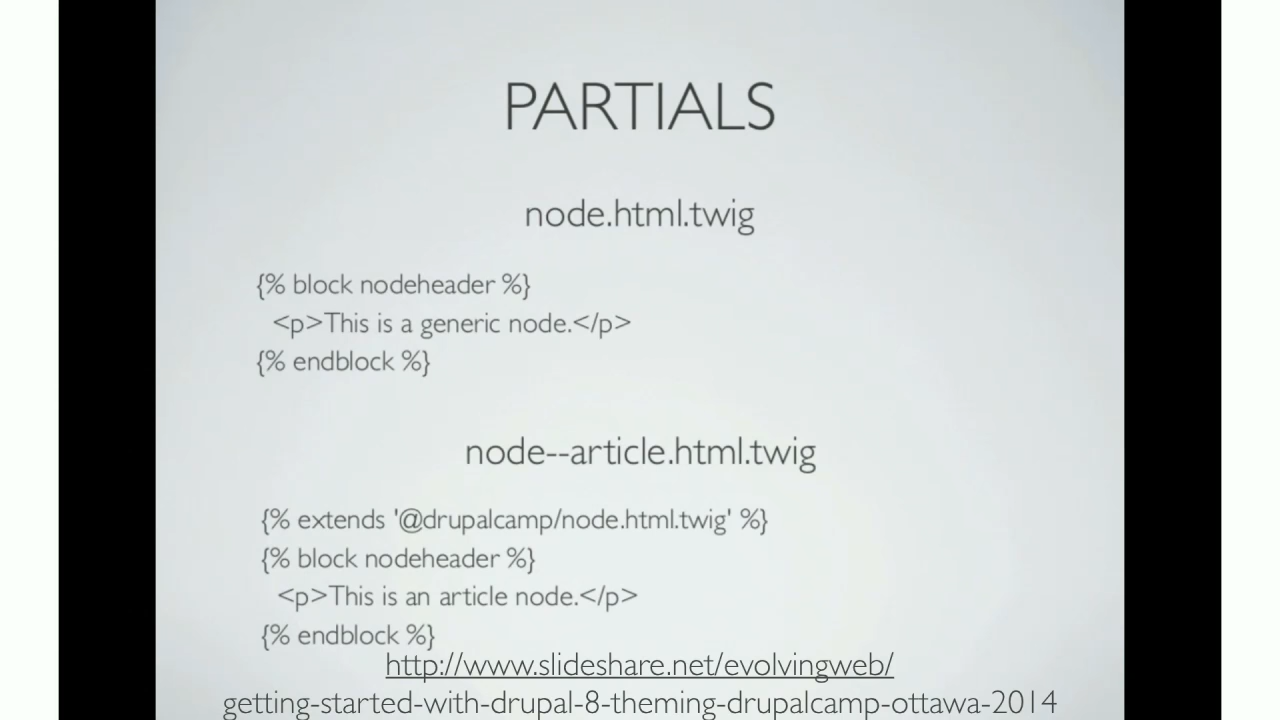 PARTIALS
node.html.twig
{% block nodeheader %}
<p>This is a generic node.</p>
{% endblock %}
node--article.html.twig
{% extends '@drupalcamp/node.html.twig' %}
{% block nodeheader %}
<p>This is an article node.</p>
{% endblock %}
http://www.slideshare.net/evolvingweb/
getting-started-with-drupal-8-theming-drupalcamp-ottawa-2014